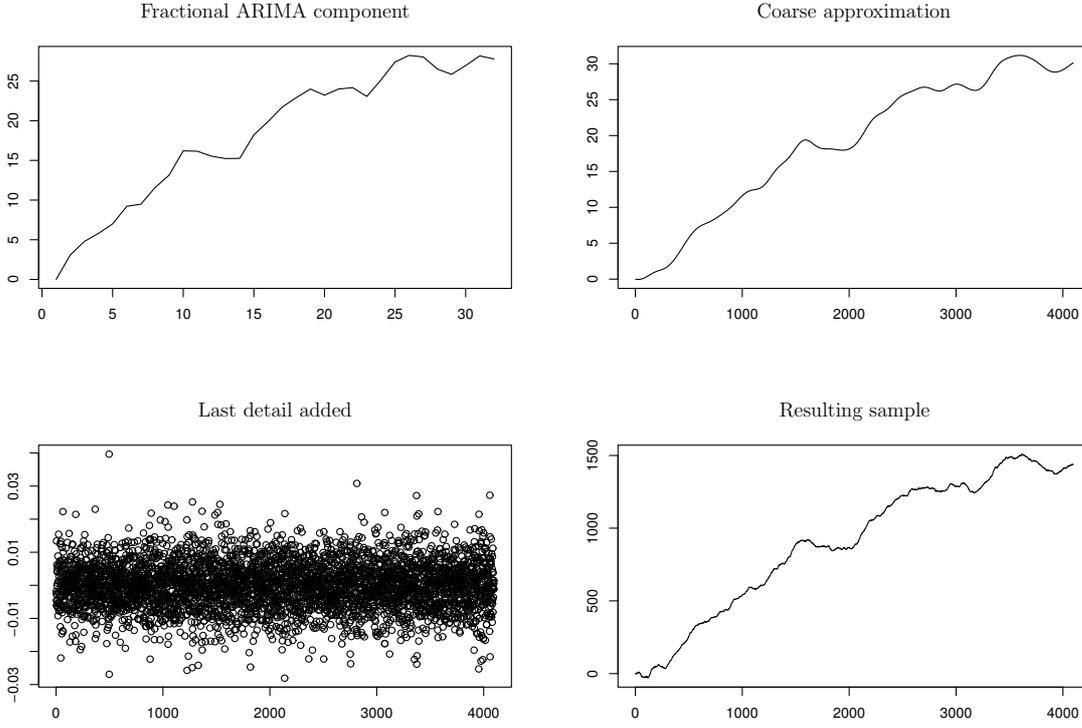 Fractional ARIMA component
0 5 10 15 20 25
0 5 10 15 20 25 30
Coarse approximation
0 5 10 15 20 25 30
0 1000 2000 3000 4000
Last detail added
−0.03 −0.01 0.01 0.03
0 1000 2000 3000 4000
Resulting sample
0 500 1000 1500
0 1000 2000 3000 4000